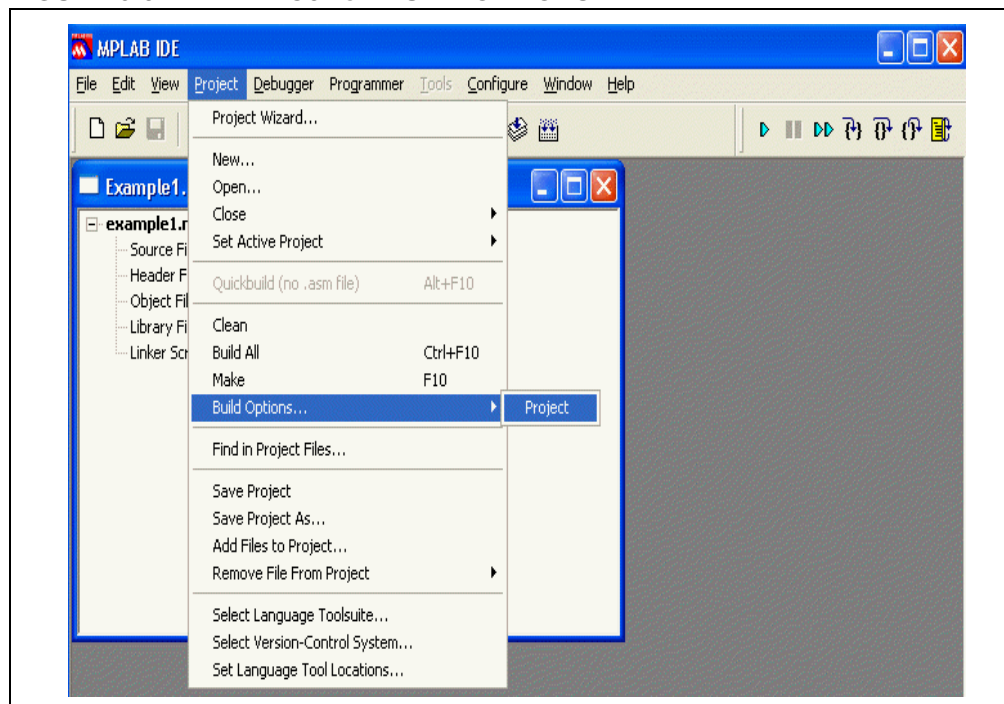 MPLAB IDE
File Edit View Project Debugger Programmer Tools Configure Window Help
Project Wizard...
New...
Open...
Close
Set Active Project
Quickbuild (no .asm file) Alt+F10
Clean
Build All Ctrl+F10
Make F10
Build Options... Project
Find in Project Files...
Save Project
Save Project As...
Add Files to Project...
Remove File From Project
Select Language Toolsuite...
Select Version-Control System...
Set Language Tool Locations...
Example1.
example1.
Source Fi
Header F
Object Fil
Library Fi
Linker Scr